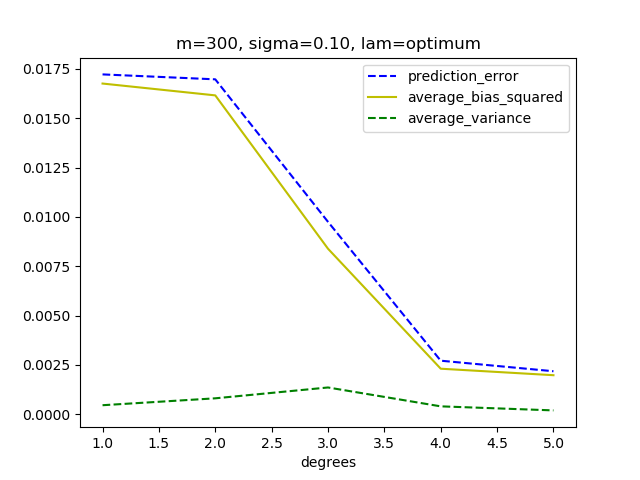 m=300, sigma=0.10, lam=optimum
prediction_error
average_bias_squared
average_variance
0.0175
0.0150
0.0125
0.0100
0.0075
0.0050
0.0025
0.0000
1.0 1.5 2.0 2.5 3.0 3.5 4.0 4.5 5.0
degrees